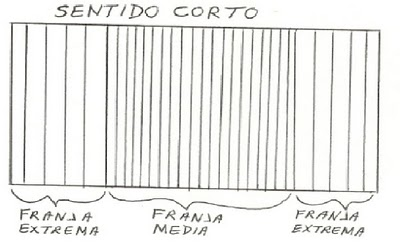 SENTIDO CORTO
FRANJA
EXTREMA
FRANJA
MEDIA
FRANJA
EXTREMA